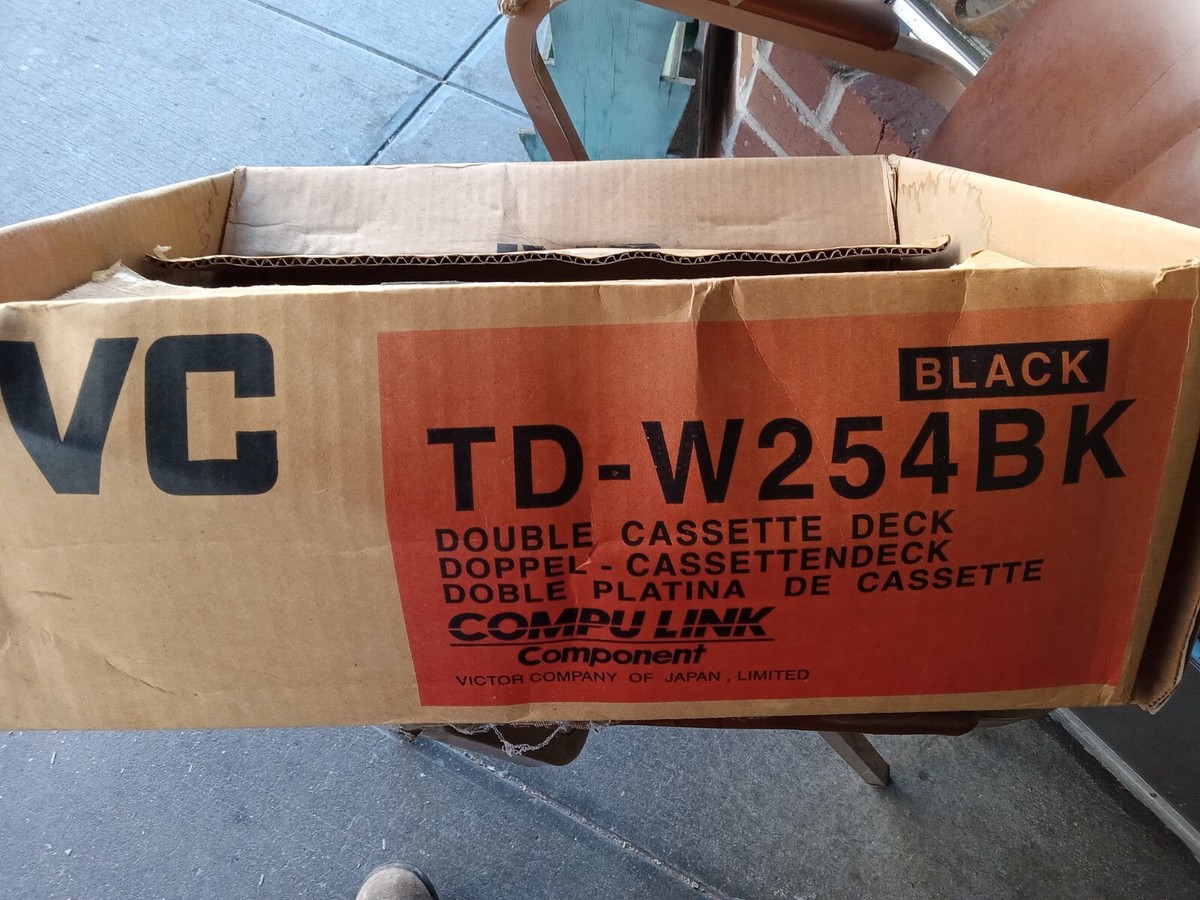 VC
BLACK
TD-W254BK
DOUBLE CASSETTE DECK
DOPPEL - CASSETTENDECK
DOBLE PLATINA DE CASSETTE
COMPU LINK
Component
VICTOR COMPANY OF JAPAN, LIMITED